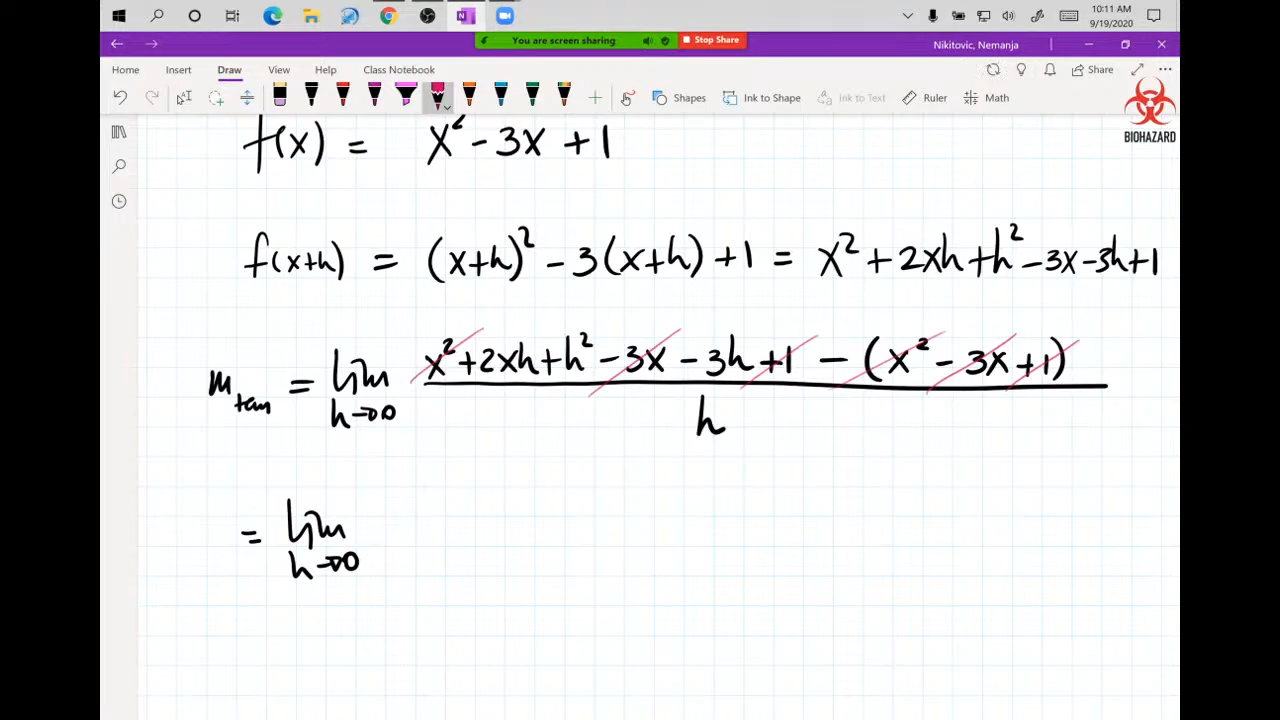 10:11 AM
9/19/2020
You are screen sharing Stop Share
Nikitovic, Nemanja
Home Insert Draw View Help Class Notebook Share
Shapes Ink to Shape Ink to Text Ruler Math
BIOHAZARD
f(x) = x² - 3x + 1
f(x+h) = (x+h)² - 3(x+h) + 1 = x² + 2xh + h² - 3x - 3h + 1
m_tan = lim h→0 x² + 2xh + h² - 3x - 3h + 1 - (x² - 3x + 1)
h
= lim
h→0